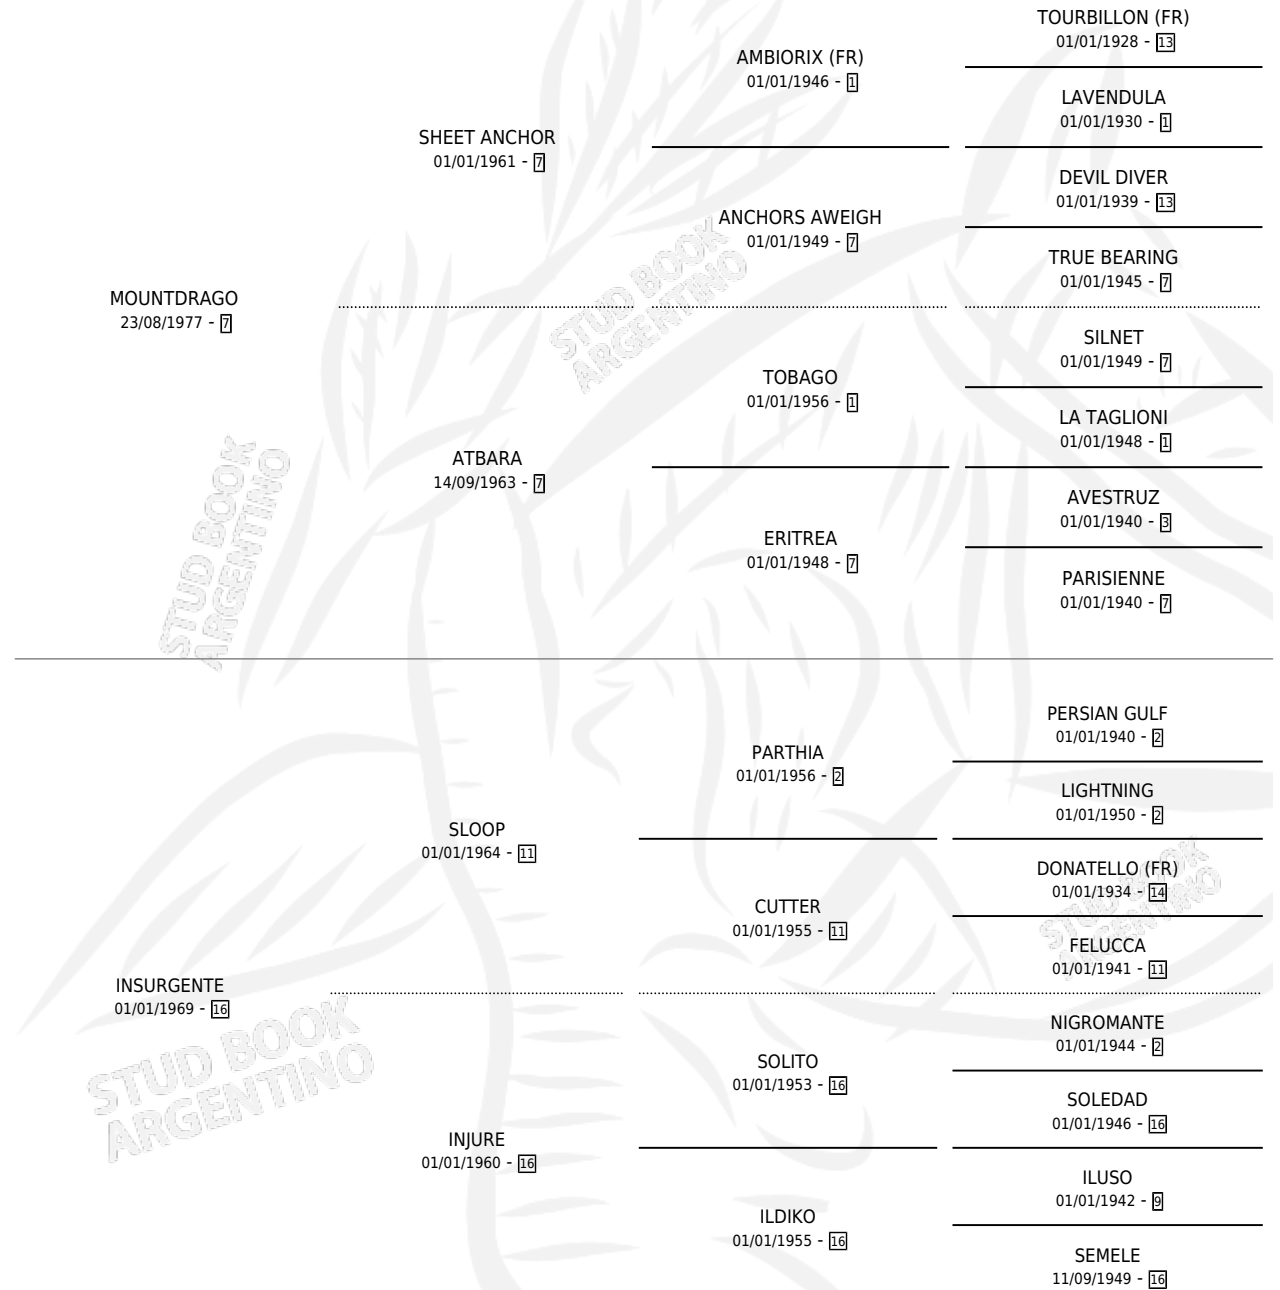 TOURBILLON (FR)
01/01/1928 - 13
AMBIORIX (FR)
01/01/1946 - 1
LAVENDULA
01/01/1930 - 1
SHEET ANCHOR
01/01/1961 - 7
DEVIL DIVER
01/01/1939 - 13
ANCHORS AWEIGH
01/01/1949 - 7
TRUE BEARING
01/01/1945 - 7
MOUNTDRAGO
23/08/1977 - 7
SILNET
01/01/1949 - 7
TOBAGO
01/01/1956 - 1
LA TAGLIONI
01/01/1948 - 1
ATBARA
14/09/1963 - 7
AVESTRUZ
01/01/1940 - 3
ERITREA
01/01/1948 - 7
PARISIENNE
01/01/1940 - 7
PERSIAN GULF
01/01/1940 - 2
PARTHIA
01/01/1956 - 2
LIGHTNING
01/01/1950 - 2
SLOOP
01/01/1964 - 11
DONATELLO (FR)
01/01/1934 - 14
CUTTER
01/01/1955 - 11
FELUCCA
01/01/1941 - 11
INSURGENTE
01/01/1969 - 16
NIGROMANTE
01/01/1944 - 2
SOLITO
01/01/1953 - 16
SOLEDAD
01/01/1946 - 16
INJURE
01/01/1960 - 16
ILUSO
01/01/1942 - 9
ILDIKO
01/01/1955 - 16
SEMELE
11/09/1949 - 16
STUD BOOK
ARGENTINO
STUD BOOK
ARGENTINO
STUD BOOK
ARGENTINO
STUD BOOK
ARGENTINO